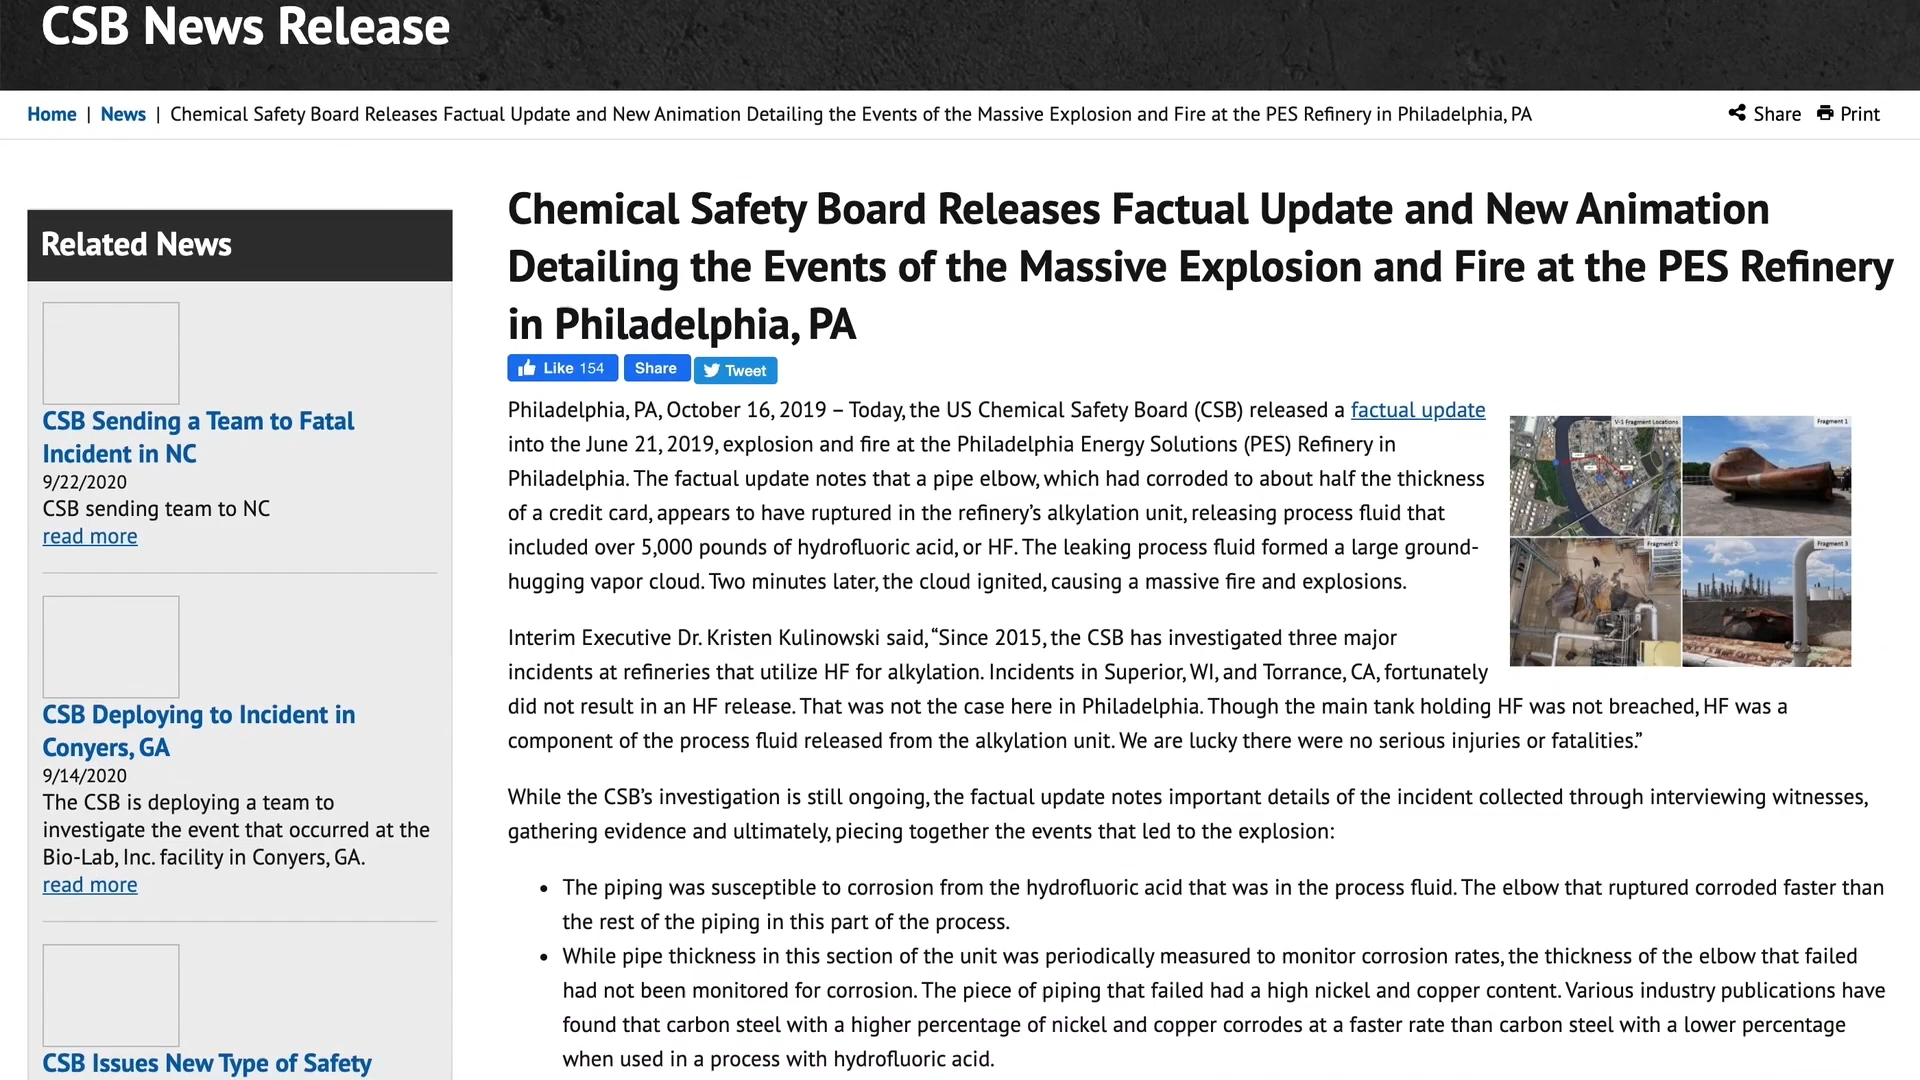 CSB News Release
Home | News | Chemical Safety Board Releases Factual Update and New Animation Detailing the Events of the Massive Explosion and Fire at the PES Refinery in Philadelphia, PA
Share Print
Related News
CSB Sending a Team to Fatal
Incident in NC
9/22/2020
CSB sending team to NC
read more
CSB Deploying to Incident in
Conyers, GA
9/14/2020
The CSB is deploying a team to
investigate the event that occurred at the
Bio-Lab, Inc. facility in Conyers, GA.
read more
CSB Issues New Type of Safety
Chemical Safety Board Releases Factual Update and New Animation
Detailing the Events of the Massive Explosion and Fire at the PES Refinery
in Philadelphia, PA
Like 154 Share Tweet
Philadelphia, PA, October 16, 2019 – Today, the US Chemical Safety Board (CSB) released a factual update
into the June 21, 2019, explosion and fire at the Philadelphia Energy Solutions (PES) Refinery in
Philadelphia. The factual update notes that a pipe elbow, which had corroded to about half the thickness
of a credit card, appears to have ruptured in the refinery’s alkylation unit, releasing process fluid that
included over 5,000 pounds of hydrofluoric acid, or HF. The leaking process fluid formed a large ground-
hugging vapor cloud. Two minutes later, the cloud ignited, causing a massive fire and explosions.
V-1 Fragment Locations
Fragment 1
Fragment 2
Fragment 3
Interim Executive Dr. Kristen Kulinowski said, “Since 2015, the CSB has investigated three major
incidents at refineries that utilize HF for alkylation. Incidents in Superior, WI, and Torrance, CA, fortunately
did not result in an HF release. That was not the case here in Philadelphia. Though the main tank holding HF was not breached, HF was a
component of the process fluid released from the alkylation unit. We are lucky there were no serious injuries or fatalities.”
While the CSB’s investigation is still ongoing, the factual update notes important details of the incident collected through interviewing witnesses,
gathering evidence and ultimately, piecing together the events that led to the explosion:
• The piping was susceptible to corrosion from the hydrofluoric acid that was in the process fluid. The elbow that ruptured corroded faster than
the rest of the piping in this part of the process.
• While pipe thickness in this section of the unit was periodically measured to monitor corrosion rates, the thickness of the elbow that failed
had not been monitored for corrosion. The piece of piping that failed had a high nickel and copper content. Various industry publications have
found that carbon steel with a higher percentage of nickel and copper corrodes at a faster rate than carbon steel with a lower percentage
when used in a process with hydrofluoric acid.